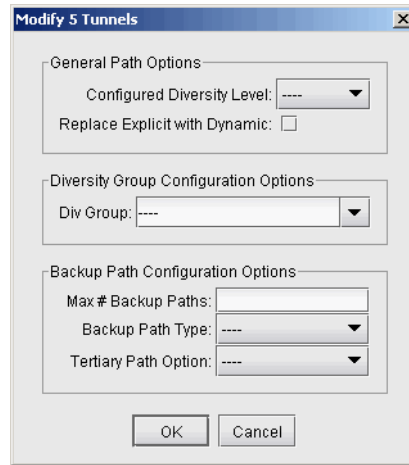 Modify 5 Tunnels
General Path Options
Configured Diversity Level: ----
Replace Explicit with Dynamic:
Diversity Group Configuration Options
Div Group: ----
Backup Path Configuration Options
Max # Backup Paths:
Backup Path Type: ----
Tertiary Path Option: ----
OK Cancel